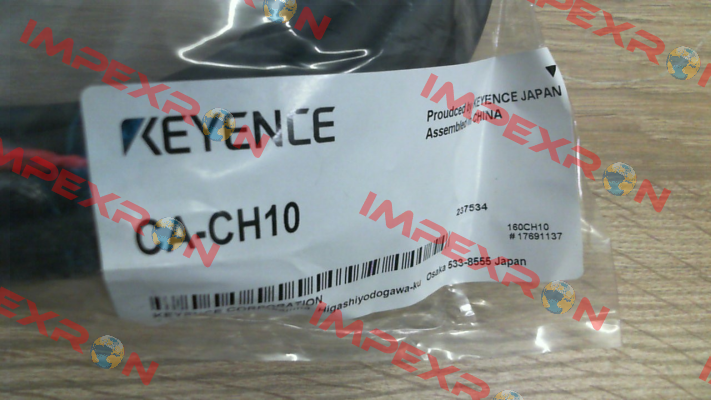 IMPEXRON
KEYENCE
Proudced by KEYENCE JAPAN
Assembled in CHINA
CA-CH10
237534
160CH10
# 17691137
KEYENCE CORPORATION
Higashiyodogawa-ku Osaka 533-8555 Japan